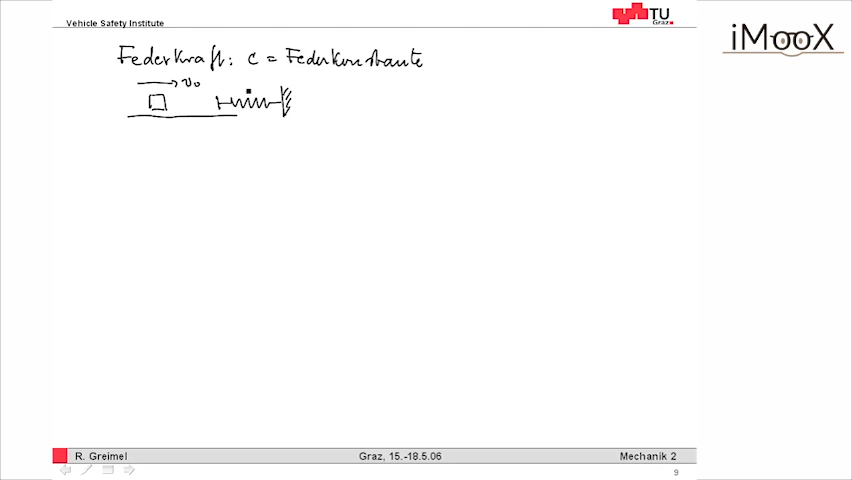 Vehicle Safety Institute
TU
Graz
iMooX
Federkraft: c = Federkonstante
v₀
R. Greimel
Graz, 15.-18.5.06
Mechanik 2
9